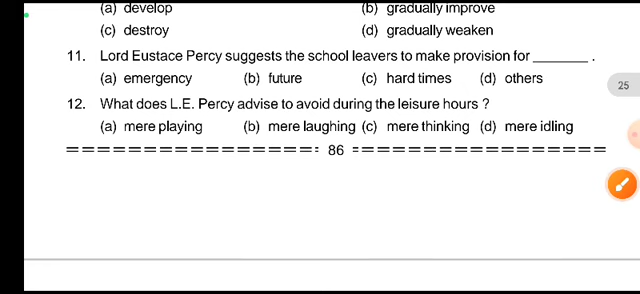 (a) develop (b) gradually improve
(c) destroy (d) gradually weaken
11. Lord Eustace Percy suggests the school leavers to make provision for ________ .
(a) emergency (b) future (c) hard times (d) others
25
12. What does L.E. Percy advise to avoid during the leisure hours ?
(a) mere playing (b) mere laughing (c) mere thinking (d) mere idling
=================: 86 =================